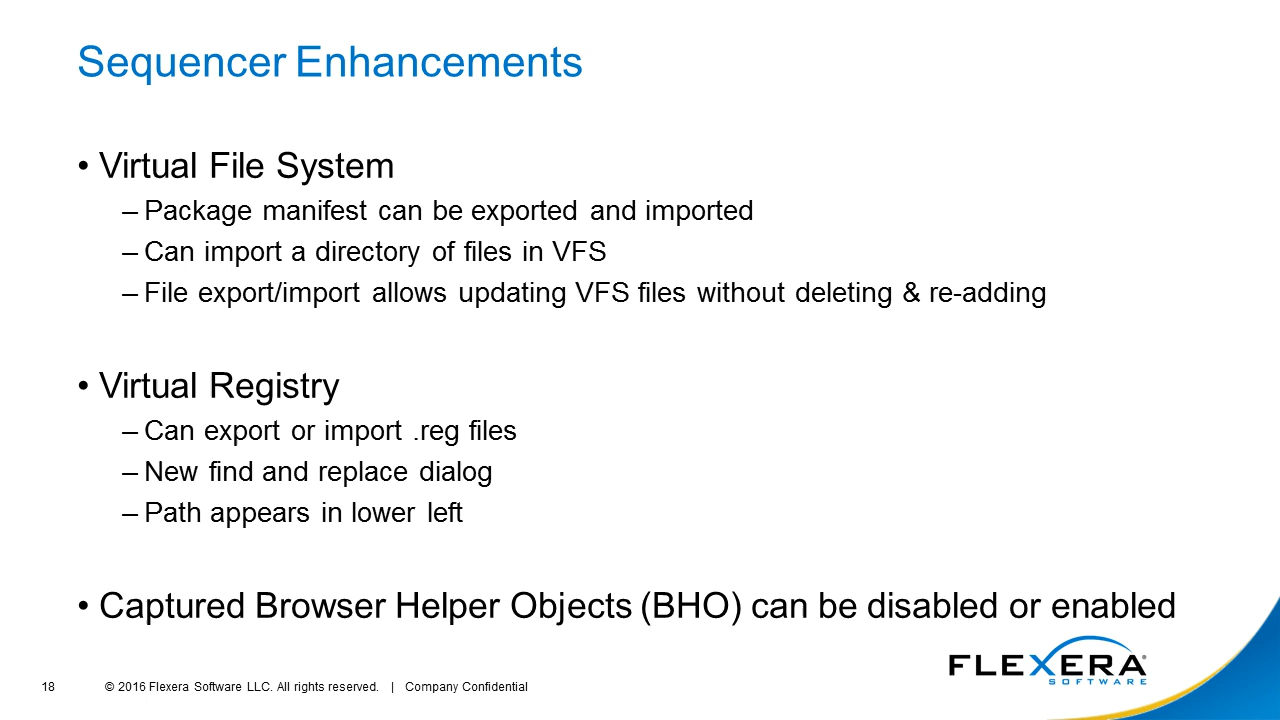 Sequencer Enhancements
• Virtual File System
– Package manifest can be exported and imported
– Can import a directory of files in VFS
– File export/import allows updating VFS files without deleting & re-adding
• Virtual Registry
– Can export or import .reg files
– New find and replace dialog
– Path appears in lower left
• Captured Browser Helper Objects (BHO) can be disabled or enabled
FLEXERA
SOFTWARE
18 © 2016 Flexera Software LLC. All rights reserved. | Company Confidential